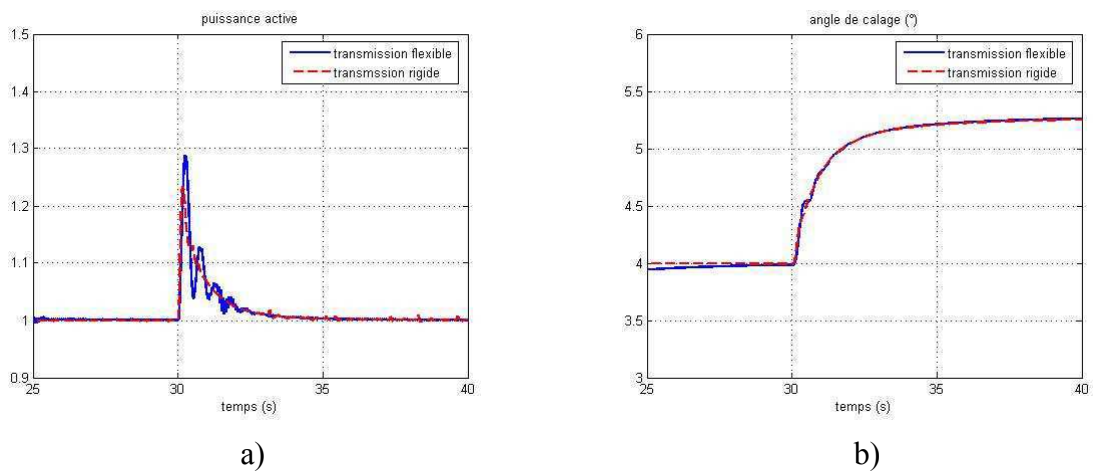 puissance active
1.5
1.4
1.3
1.2
1.1
1
0.9
25
30
35
40
temps (s)
transmission flexible
transmssion rigide
a)
angle de calage (°)
6
5.5
5
4.5
4
3.5
3
25
30
35
40
temps (s)
transmission flexible
transmission rigide
b)